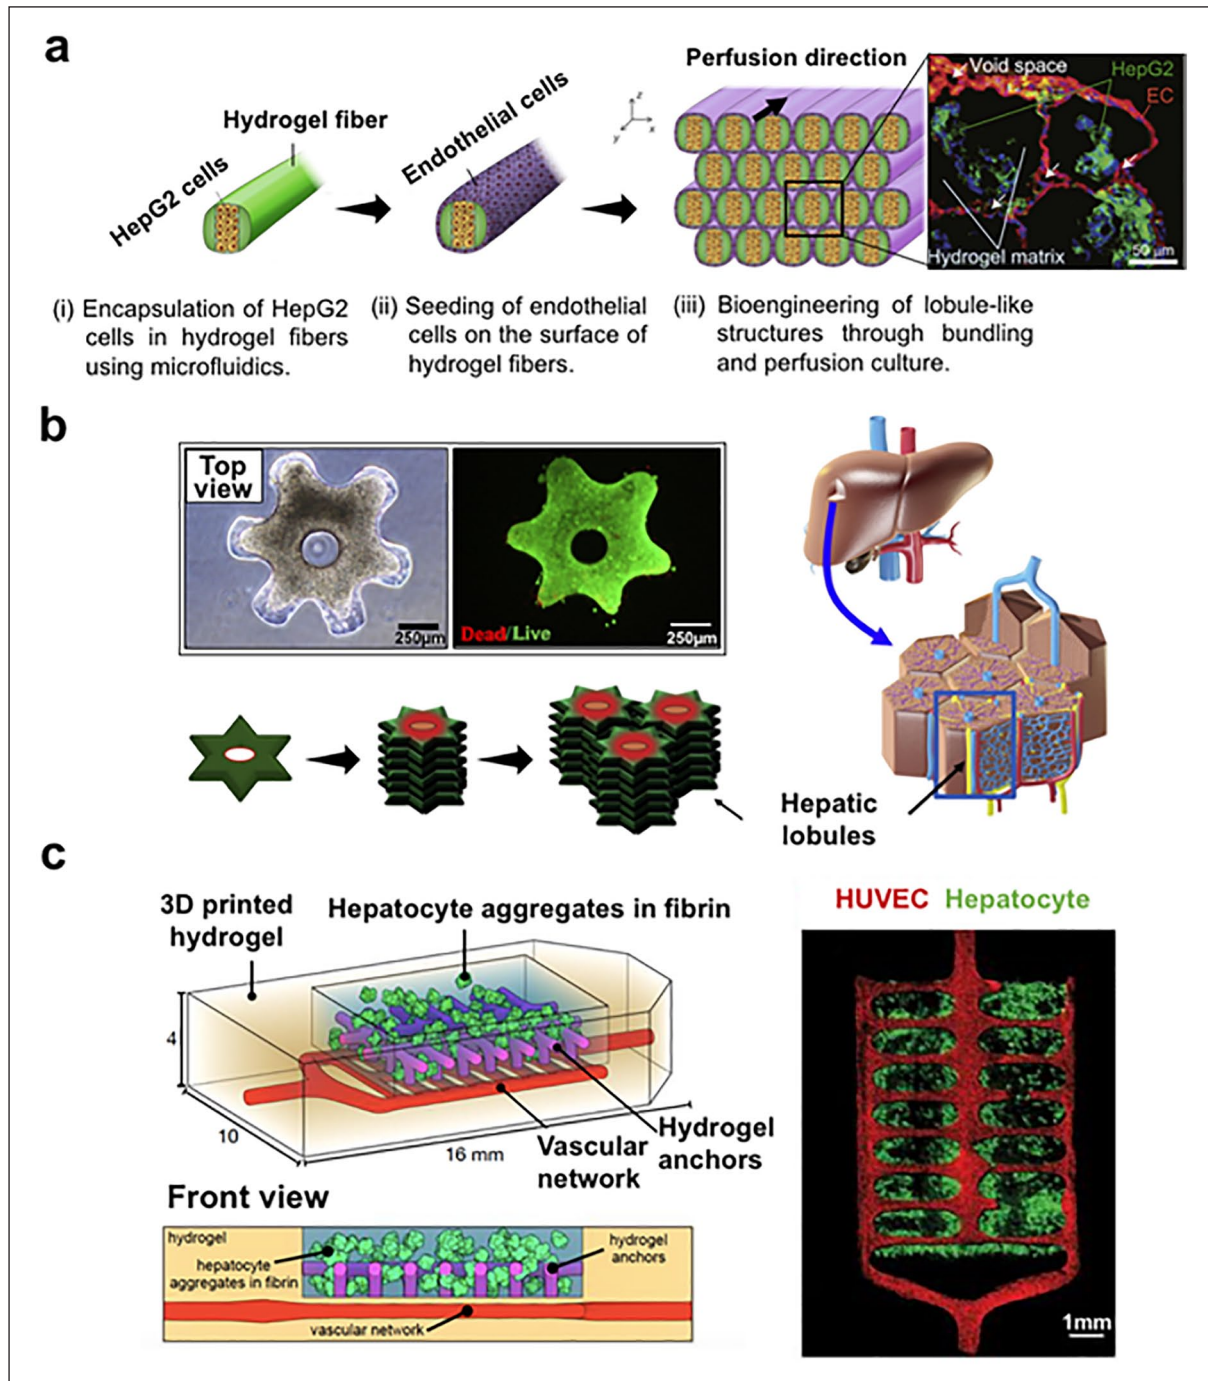 a
Perfusion direction
Void space
HepG2
EC
Hydrogel fiber
Endothelial cells
HepG2 cells
z
x
y
Hydrogel matrix
50 µm
(i) Encapsulation of HepG2
cells in hydrogel fibers
using microfluidics.
(ii) Seeding of endothelial
cells on the surface of
hydrogel fibers.
(iii) Bioengineering of lobule-like
structures through bundling
and perfusion culture.
b
Top
view
250µm
Dead/Live
250µm
Hepatic
lobules
c
3D printed
hydrogel
Hepatocyte aggregates in fibrin
4
10
16 mm
Vascular
network
Hydrogel
anchors
HUVEC Hepatocyte
1mm
Front view
hydrogel
hepatocyte
aggregates in fibrin
hydrogel
anchors
vascular network